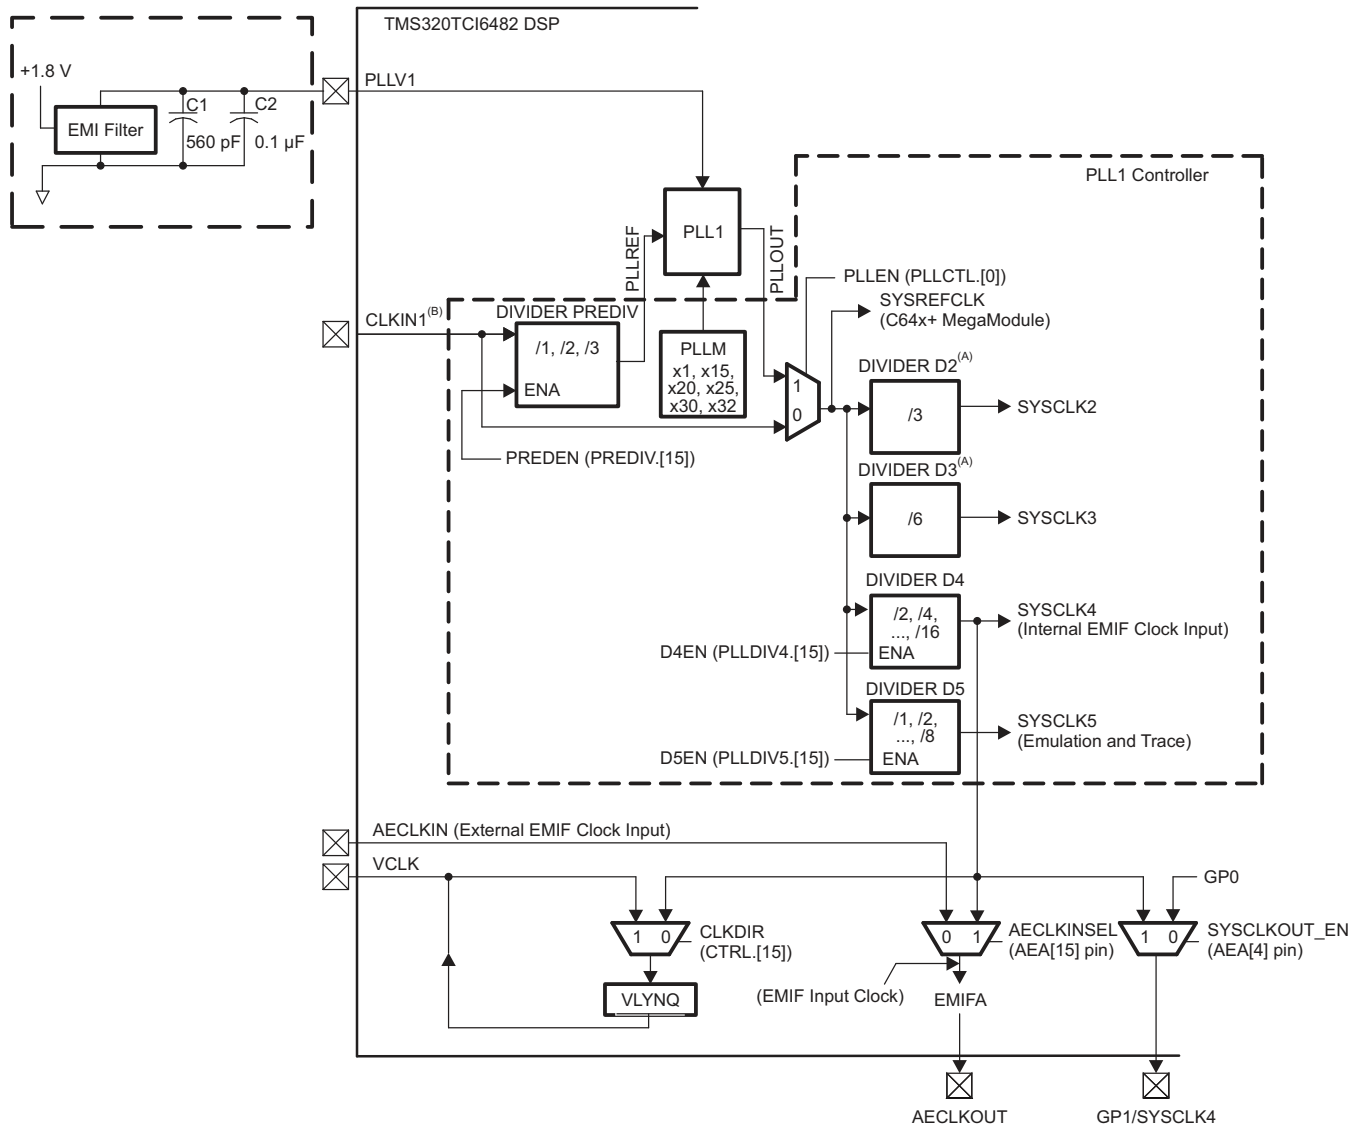 TMS320TCI6482 DSP
+1.8 V
PLLV1
C1
C2
EMI Filter
560 pF
0.1 µF
PLL1 Controller
PLLREF
PLL1
PLLOUT
PLLEN (PLLCTL.[0])
SYSREFCLK
(C64x+ MegaModule)
CLKIN1(B)
DIVIDER PREDIV
/1, /2, /3
ENA
PLLM
x1, x15,
x20, x25,
x30, x32
1
0
DIVIDER D2(A)
/3
SYSCLK2
PREDEN (PREDIV.[15])
DIVIDER D3(A)
/6
SYSCLK3
DIVIDER D4
/2, /4,
..., /16
ENA
SYSCLK4
(Internal EMIF Clock Input)
D4EN (PLLDIV4.[15])
DIVIDER D5
/1, /2,
..., /8
ENA
SYSCLK5
(Emulation and Trace)
D5EN (PLLDIV5.[15])
AECLKIN (External EMIF Clock Input)
VCLK
GP0
1 0
CLKDIR
(CTRL.[15])
0 1
AECLKINSEL
(AEA[15] pin)
1 0
SYSCLKOUT_EN
(AEA[4] pin)
VLYNQ
(EMIF Input Clock)
EMIFA
AECLKOUT
GP1/SYSCLK4